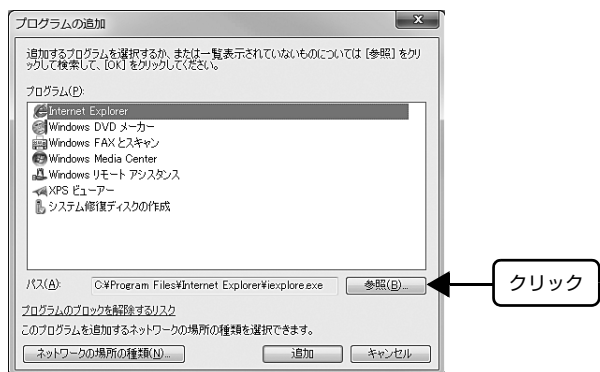 プログラムの追加
追加するプログラムを選択するか、または一覧表示されていないものについては [参照] をクリ
ックして検索して、[OK] をクリックしてください。
プログラム(P):
Internet Explorer
Windows DVD メーカー
Windows FAX とスキャン
Windows Media Center
Windows リモート アシスタンス
XPS ビューアー
システム修復ディスクの作成
パス(A):
C:¥Program Files¥Internet Explorer¥iexplore.exe
参照(B)...
クリック
プログラムのブロックを解除するリスク
このプログラムを追加するネットワークの場所の種類を選択できます。
ネットワークの場所の種類(N)...
追加
キャンセル